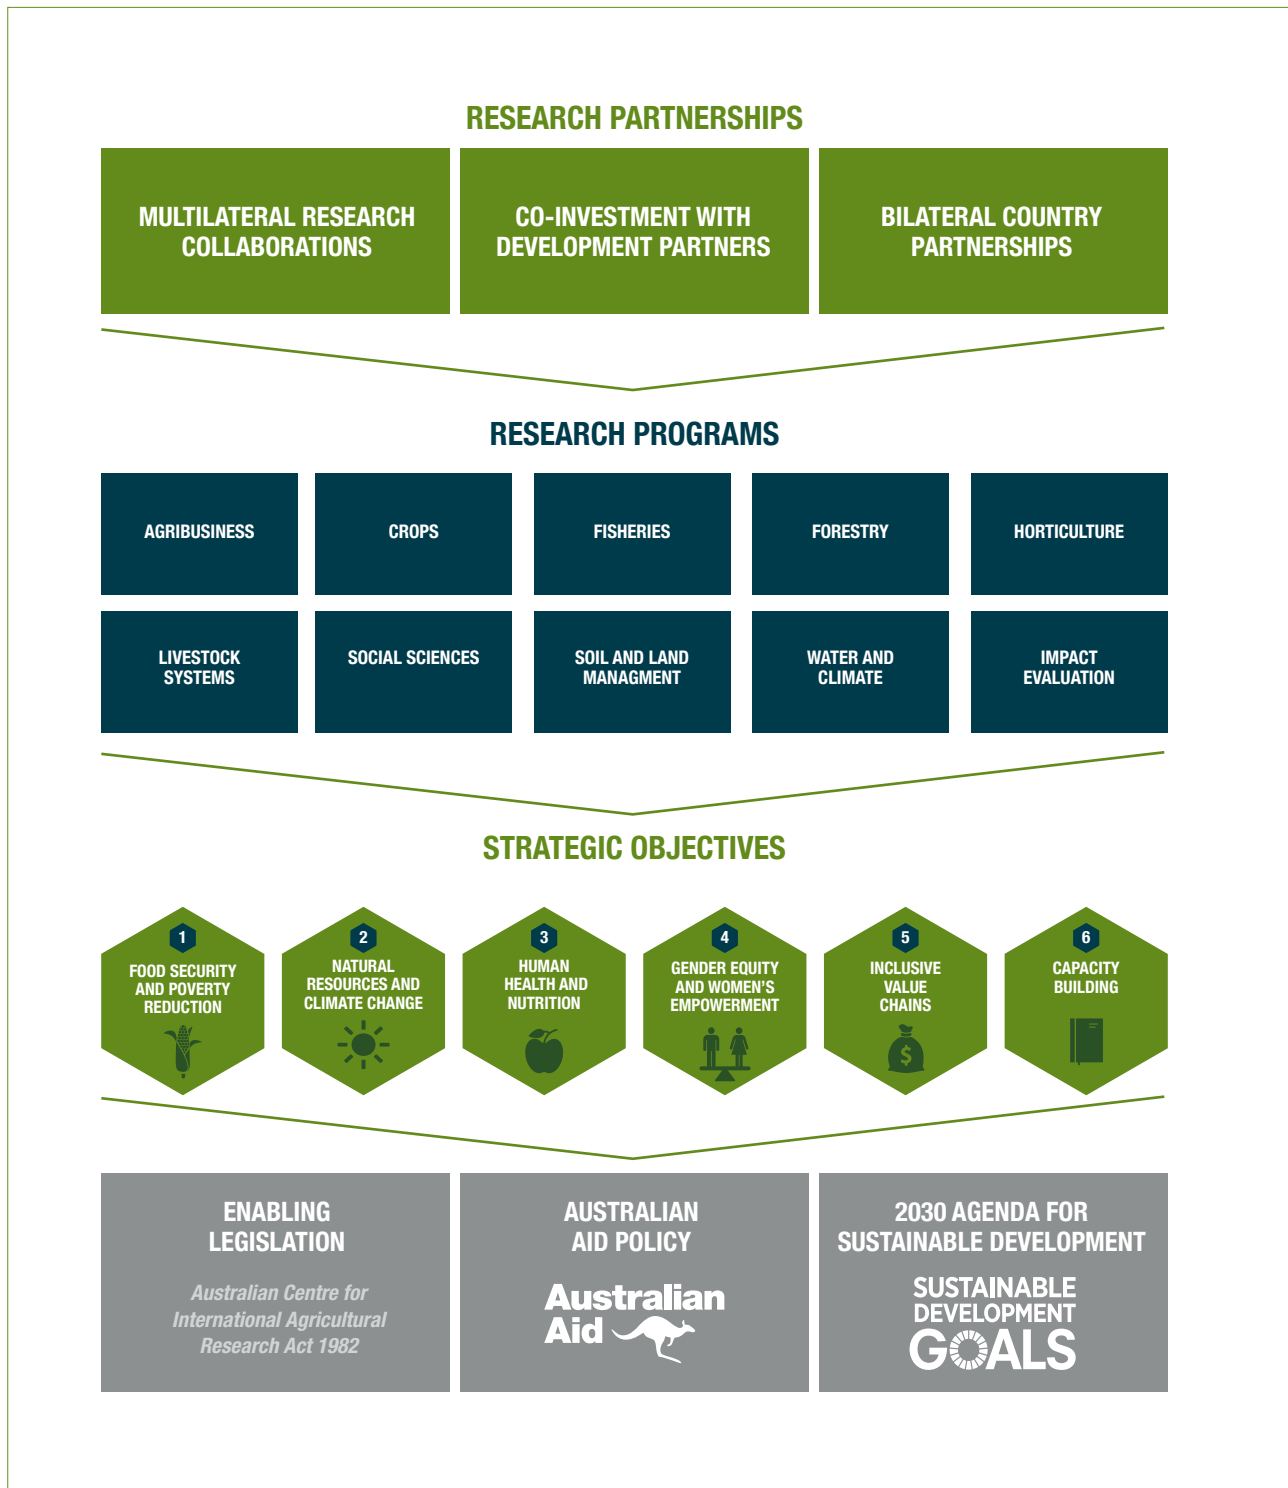 RESEARCH PARTNERSHIPS
MULTILATERAL RESEARCH
COLLABORATIONS
CO-INVESTMENT WITH
DEVELOPMENT PARTNERS
BILATERAL COUNTRY
PARTNERSHIPS
RESEARCH PROGRAMS
AGRIBUSINESS
CROPS
FISHERIES
FORESTRY
HORTICULTURE
LIVESTOCK
SYSTEMS
SOCIAL SCIENCES
SOIL AND LAND
MANAGMENT
WATER AND
CLIMATE
IMPACT
EVALUATION
STRATEGIC OBJECTIVES
1
FOOD SECURITY
AND POVERTY
REDUCTION
2
NATURAL
RESOURCES AND
CLIMATE CHANGE
3
HUMAN
HEALTH AND
NUTRITION
4
GENDER EQUITY
AND WOMEN'S
EMPOWERMENT
5
INCLUSIVE
VALUE
CHAINS
$
6
CAPACITY
BUILDING
ENABLING
LEGISLATION
Australian Centre for
International Agricultural
Research Act 1982
AUSTRALIAN
AID POLICY
Australian
Aid
2030 AGENDA FOR
SUSTAINABLE DEVELOPMENT
SUSTAINABLE
DEVELOPMENT
GOALS